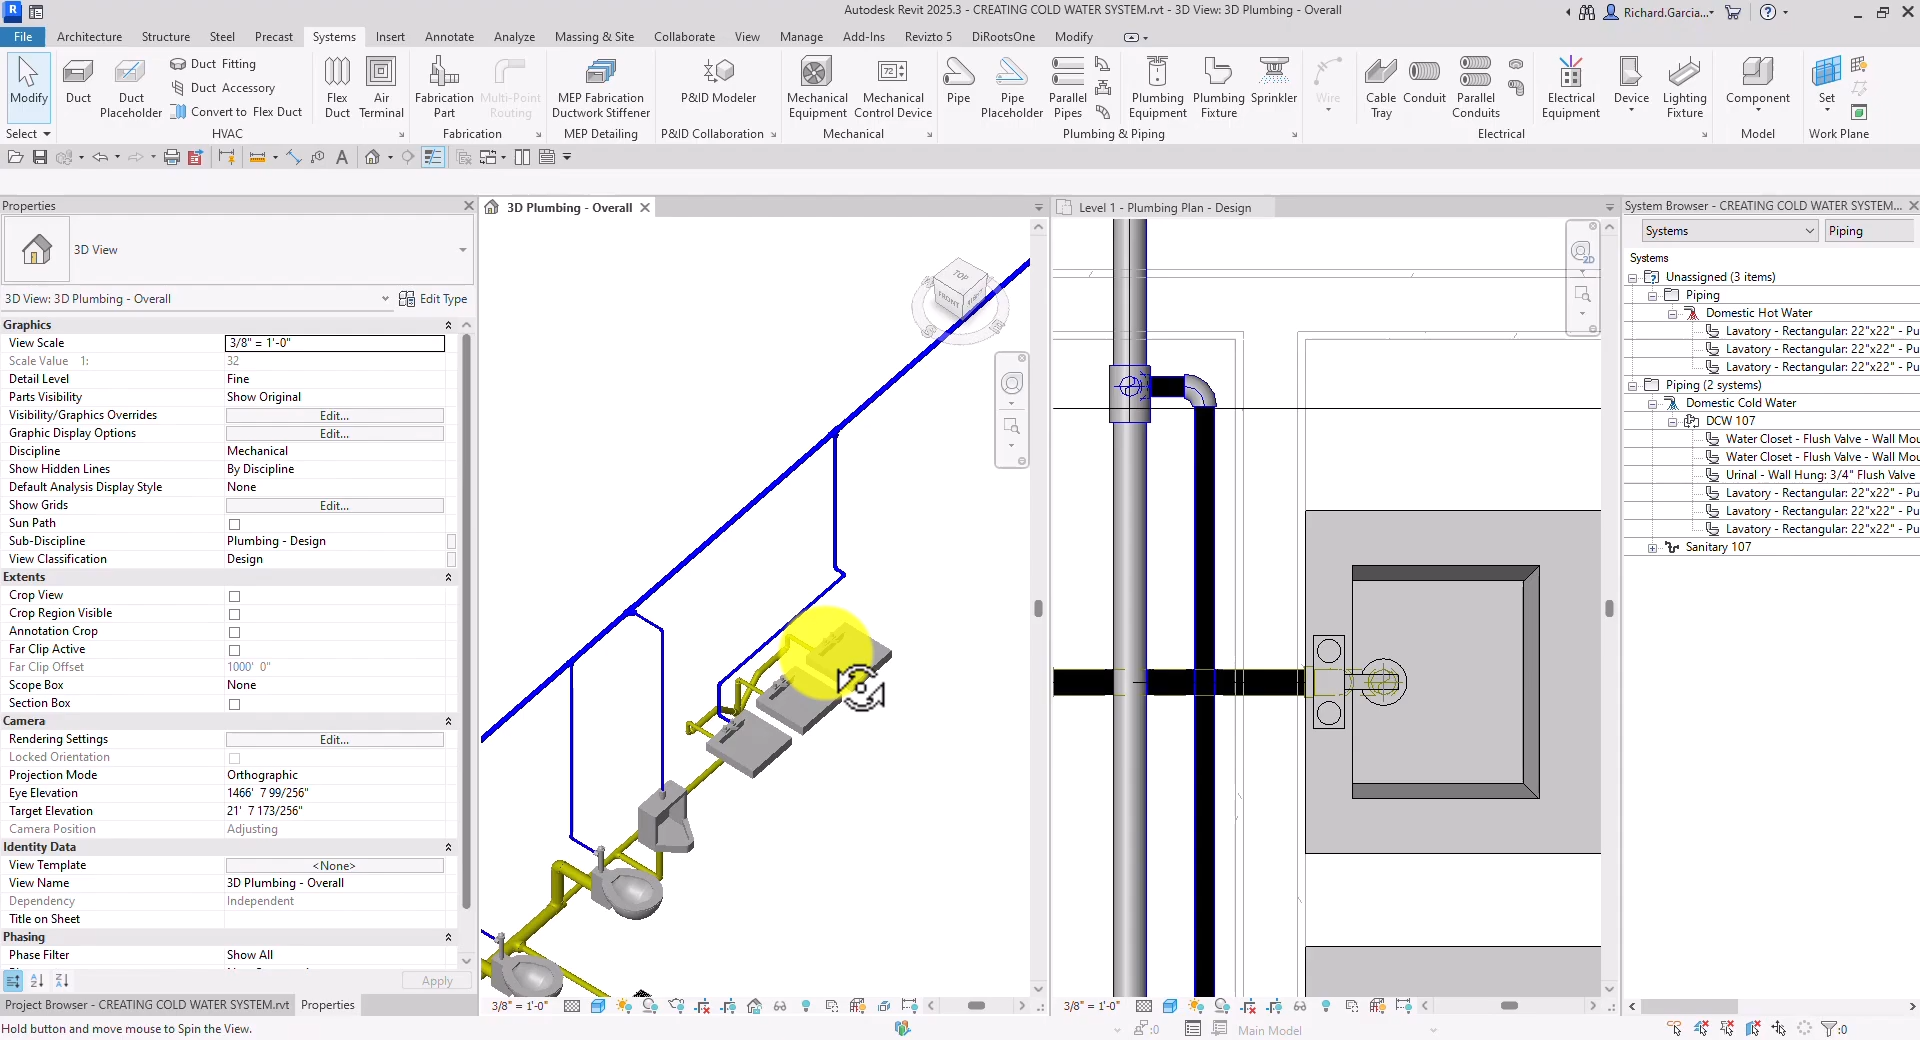 Autodesk Revit 2025.3 - CREATING COLD WATER SYSTEM.rvt - 3D View: 3D Plumbing - Overall
Richard.Garcia...
File Architecture Structure Steel Precast Systems Insert Annotate Analyze Massing & Site Collaborate View Manage Add-Ins Revizto 5 DiRootsOne Modify
Modify
Duct
Duct Placeholder
Duct Fitting
Duct Accessory
Convert to Flex Duct
Flex Duct
Air Terminal
Fabrication Part
Multi-Point Routing
MEP Fabrication Ductwork Stiffener
P&ID Modeler
Mechanical Equipment
Mechanical Control Device
Pipe
Pipe Placeholder
Parallel Pipes
Plumbing Equipment
Plumbing Fixture
Sprinkler
Wire
Cable Tray
Conduit
Parallel Conduits
Electrical Equipment
Device
Lighting Fixture
Component
Set
Select HVAC Fabrication MEP Detailing P&ID Collaboration Mechanical Plumbing & Piping Electrical Model Work Plane
Properties
3D View
3D View: 3D Plumbing - Overall Edit Type
Graphics
View Scale 3/8" = 1'-0"
Scale Value 1: 32
Detail Level Fine
Parts Visibility Show Original
Visibility/Graphics Overrides Edit...
Graphic Display Options Edit...
Discipline Mechanical
Show Hidden Lines By Discipline
Default Analysis Display Style None
Show Grids Edit...
Sun Path
Sub-Discipline Plumbing - Design
View Classification Design
Extents
Crop View
Crop Region Visible
Annotation Crop
Far Clip Active
Far Clip Offset 1000' 0"
Scope Box None
Section Box
Camera
Rendering Settings Edit...
Locked Orientation
Projection Mode Orthographic
Eye Elevation 1466' 7 99/256"
Target Elevation 21' 7 173/256"
Camera Position Adjusting
Identity Data
View Template <None>
View Name 3D Plumbing - Overall
Dependency Independent
Title on Sheet
Phasing
Phase Filter Show All
Apply
Project Browser - CREATING COLD WATER SYSTEM.rvt Properties
Hold button and move mouse to Spin the View.
3D Plumbing - Overall
TOP
FRONT
3/8" = 1'-0"
Level 1 - Plumbing Plan - Design
2D
3/8" = 1'-0"
:0
Main Model
System Browser - CREATING COLD WATER SYSTEM...
Systems Piping
Systems
Unassigned (3 items)
Piping
Domestic Hot Water
Lavatory - Rectangular: 22"x22" - Pu
Lavatory - Rectangular: 22"x22" - Pu
Lavatory - Rectangular: 22"x22" - Pu
Piping (2 systems)
Domestic Cold Water
DCW 107
Water Closet - Flush Valve - Wall Mou
Water Closet - Flush Valve - Wall Mou
Urinal - Wall Hung: 3/4" Flush Valve
Lavatory - Rectangular: 22"x22" - Pu
Lavatory - Rectangular: 22"x22" - Pu
Lavatory - Rectangular: 22"x22" - Pu
Sanitary 107
:0